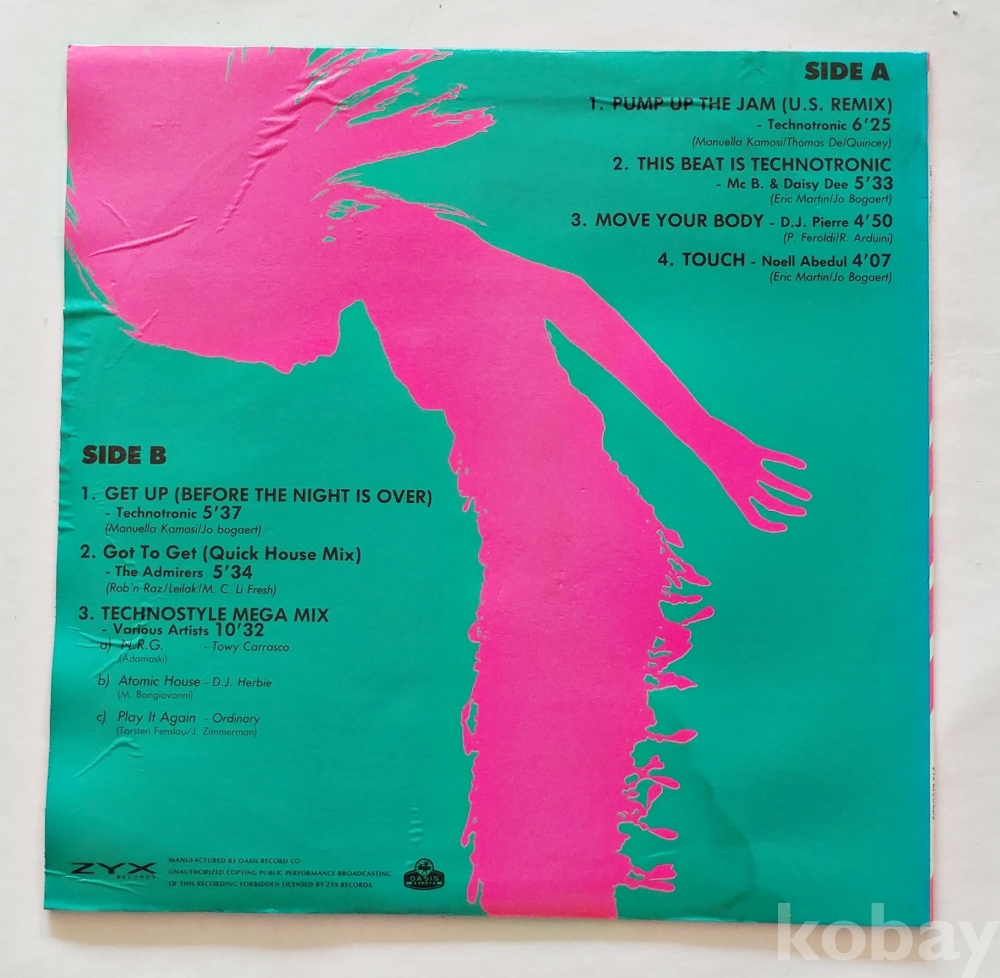 SIDE A
1. PUMP UP THE JAM (U.S. REMIX)
- Technotronic 6'25
(Manuella Kamosi/Thomas De/Quincey)
2. THIS BEAT IS TECHNOTRONIC
- Mc B. & Daisy Dee 5'33
(Eric Martin/Jo Bogaert)
3. MOVE YOUR BODY - D.J. Pierre 4'50
(P. Feroldi/R. Arduini)
4. TOUCH - Noell Abedul 4'07
(Eric Martin/Jo Bogaert)
SIDE B
1. GET UP (BEFORE THE NIGHT IS OVER)
- Technotronic 5'37
(Manuella Kamosi/Jo bogaert)
2. Got To Get (Quick House Mix)
- The Admirers 5'34
(Rob'n Raz/Leilak/M. C. Li Fresh)
3. TECHNOSTYLE MEGA MIX
- Various Artists 10'32
a) N.R.G. - Towy Carrasco
(Adamaski)
b) Atomic House - D.J. Herbie
(M. Bongiovanni)
c) Play It Again - Ordinary
(Tarsten Fenslau/J. Zimmerman)
ZYX
RECORDS
MANUFACTURED BY OASIS RECORD CO.
UNAUTHORIZED COPYING PUBLIC PERFORMANCE BROADCASTING
OF THIS RECORDING FORBIDDEN LICENSED BY ZYX RECORDS.
OASIS
kobay